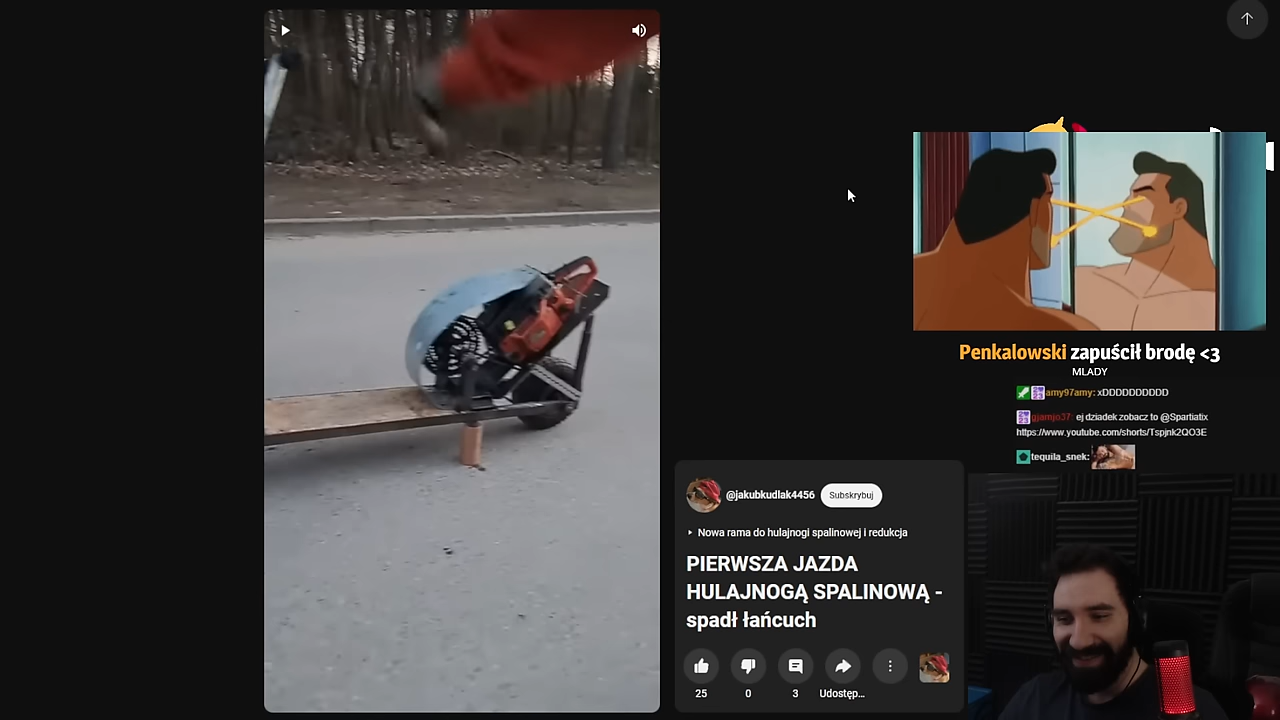 @jakubkudlak4456
Subskrybuj
Nowa rama do hulajnogi spalinowej i redukcja
PIERWSZA JAZDA
HULAJNOGĄ SPALINOWĄ -
spadł łańcuch
25
0
3
Udostęp...
Penkalowski zapuścił brodę <3
MLADY
amy97amy: xDDDDDDDDDD
gjamjo37: ej dziadek zobacz to @Spartiatix
https://www.youtube.com/shorts/Tspjnk2QO3E
tequila_snek: